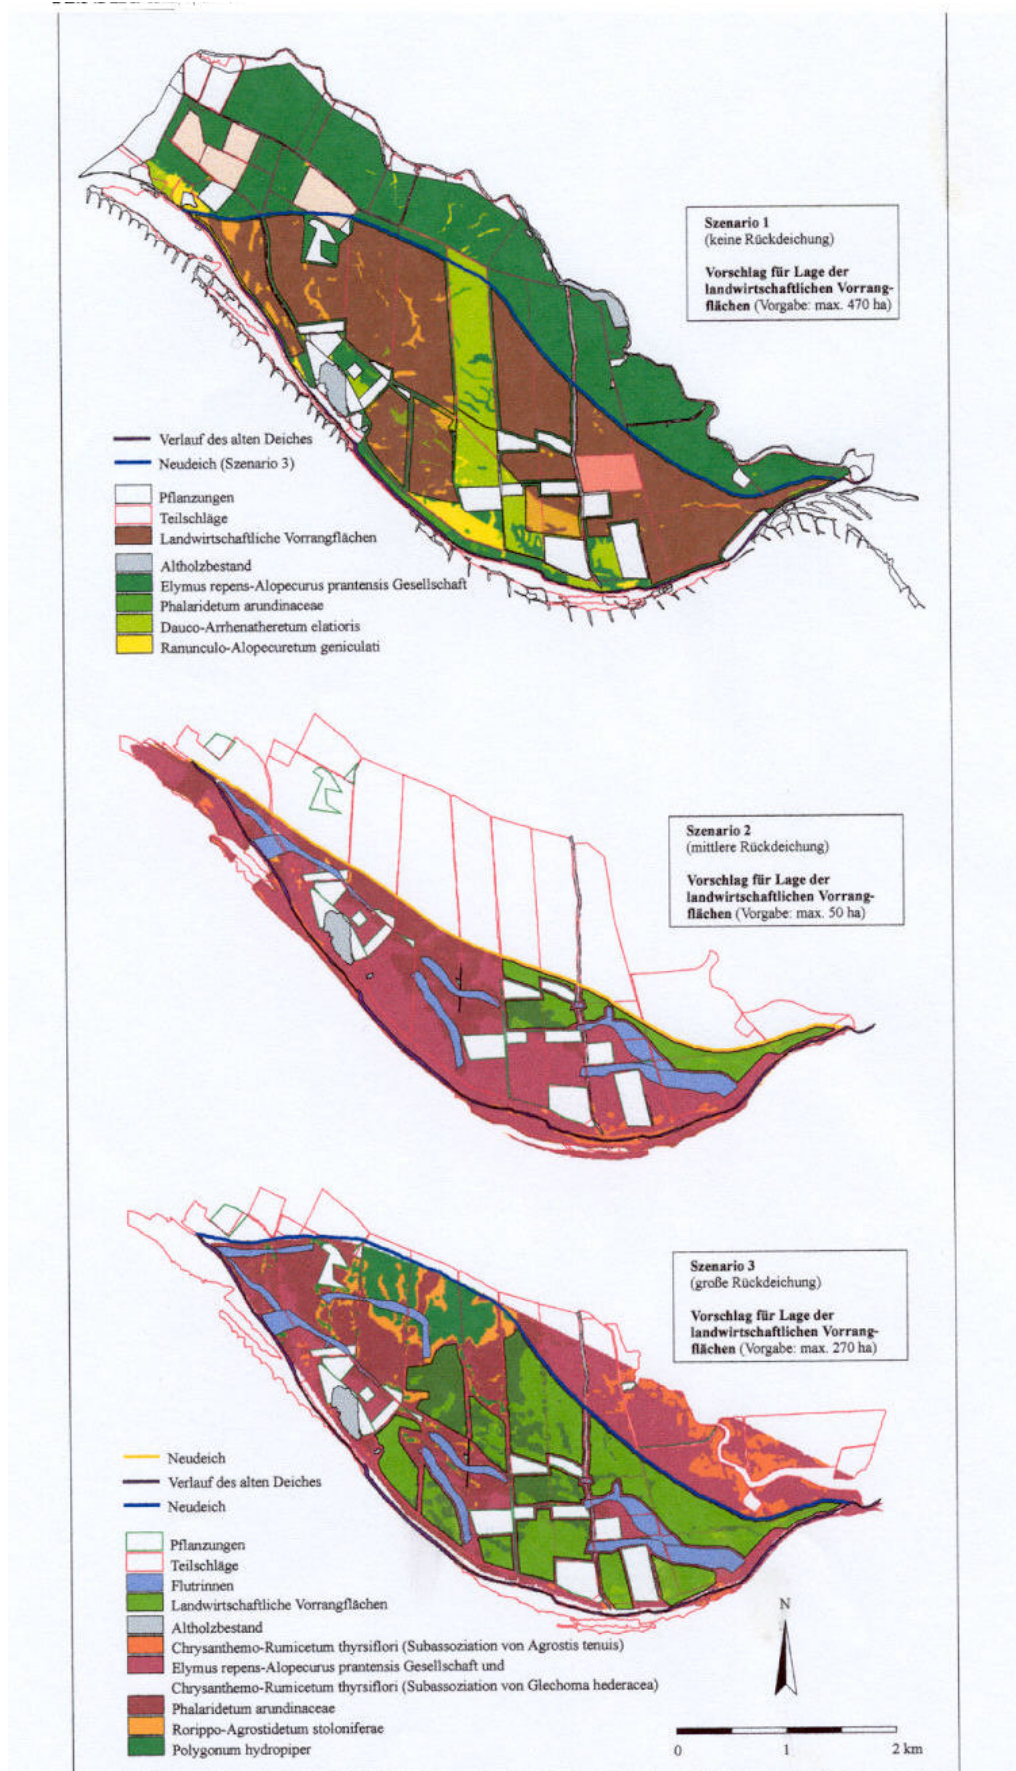 Szenario 1
(keine Rückdeichung)
Vorschlag für Lage der
landwirtschaftlichen Vorrang-
flächen (Vorgabe: max. 470 ha)
Verlauf des alten Deiches
Neudeich (Szenario 3)
Pflanzungen
Teilschläge
Landwirtschaftliche Vorrangflächen
Altholzbestand
Elymus repens-Alopecurus prantensis Gesellschaft
Phalaridetum arundinaceae
Dauco-Arrhenatheretum elatioris
Ranunculo-Alopecuretum geniculati
Szenario 2
(mittlere Rückdeichung)
Vorschlag für Lage der
landwirtschaftlichen Vorrang-
flächen (Vorgabe: max. 50 ha)
Szenario 3
(große Rückdeichung)
Vorschlag für Lage der
landwirtschaftlichen Vorrang-
flächen (Vorgabe: max. 270 ha)
Neudeich
Verlauf des alten Deiches
Neudeich
Pflanzungen
Teilschläge
Flutrinnen
Landwirtschaftliche Vorrangflächen
Altholzbestand
Chrysanthemo-Rumicetum thyrsiflori (Subassoziation von Agrostis tenuis)
Elymus repens-Alopecurus prantensis Gesellschaft und
Chrysanthemo-Rumicetum thyrsiflori (Subassoziation von Glechoma hederacea)
Phalaridetum arundinaceae
Rorippo-Agrostidetum stoloniferae
Polygonum hydropiper
N
0 1 2 km